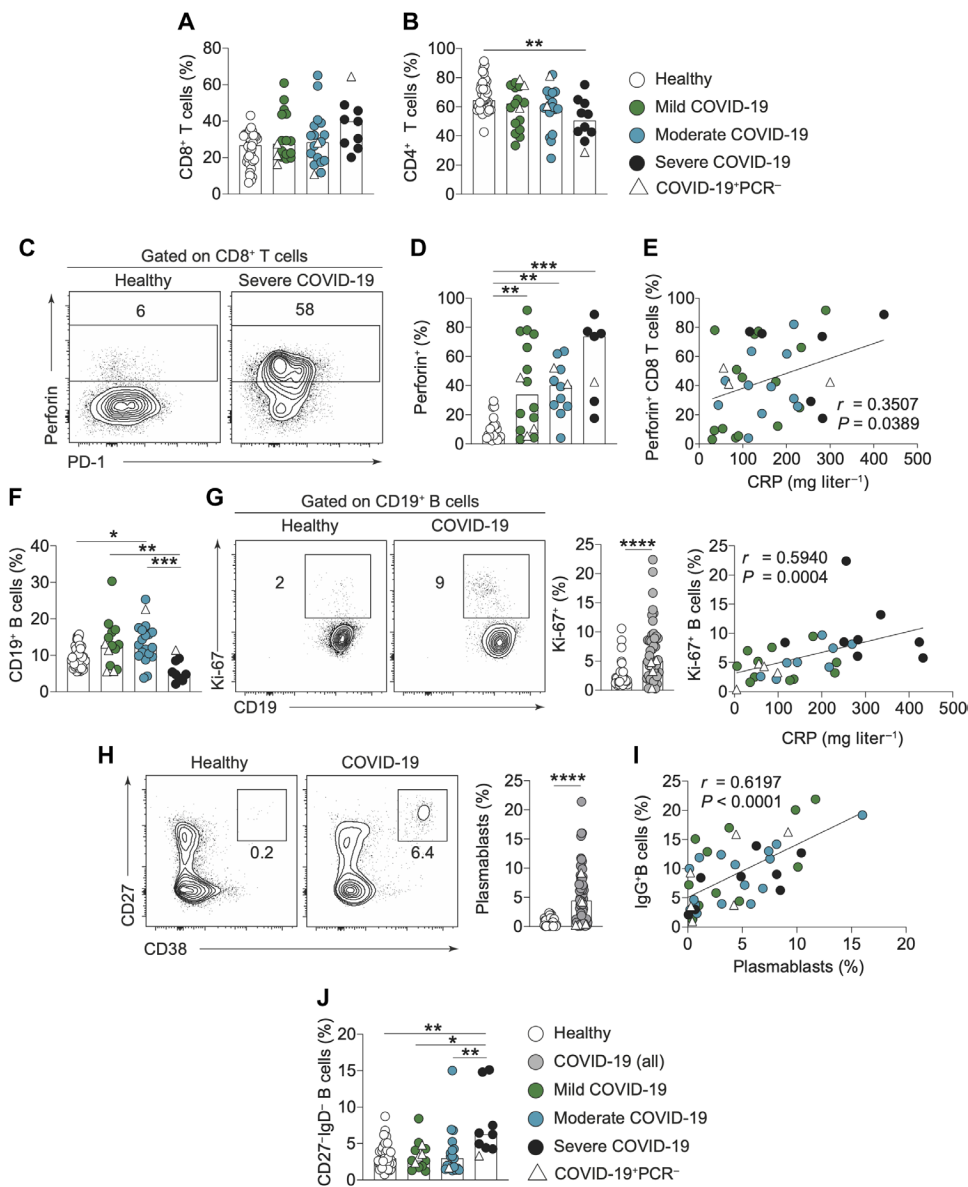 A
CD8⁺ T cells (%)
80
60
40
20
0
B
CD4⁺ T cells (%)
100
80
60
40
20
0
**
Healthy
Mild COVID-19
Moderate COVID-19
Severe COVID-19
COVID-19⁺PCR⁻
C
Gated on CD8⁺ T cells
Healthy
Severe COVID-19
6
58
Perforin
PD-1
D
Perforin⁺ (%)
100
80
60
40
20
0
***
**
**
E
Perforin⁺ CD8 T cells (%)
100
80
60
40
20
0
r = 0.3507
P = 0.0389
0 100 200 300 400 500
CRP (mg liter⁻¹)
F
CD19⁺ B cells (%)
40
30
20
10
0
*
**
***
G
Gated on CD19⁺ B cells
Healthy
COVID-19
2
9
Ki-67
CD19
Ki-67⁺ (%)
25
20
15
10
5
0
****
Ki-67⁺ B cells (%)
25
20
15
10
5
0
r = 0.5940
P = 0.0004
0 100 200 300 400 500
CRP (mg liter⁻¹)
H
Healthy
COVID-19
0.2
6.4
CD27
CD38
Plasmablasts (%)
25
20
15
10
5
0
****
I
IgG⁺B cells (%)
25
20
15
10
5
0
r = 0.6197
P < 0.0001
0 5 10 15 20
Plasmablasts (%)
J
CD27⁻IgD⁻ B cells (%)
20
15
10
5
0
**
*
**
Healthy
COVID-19 (all)
Mild COVID-19
Moderate COVID-19
Severe COVID-19
COVID-19⁺PCR⁻